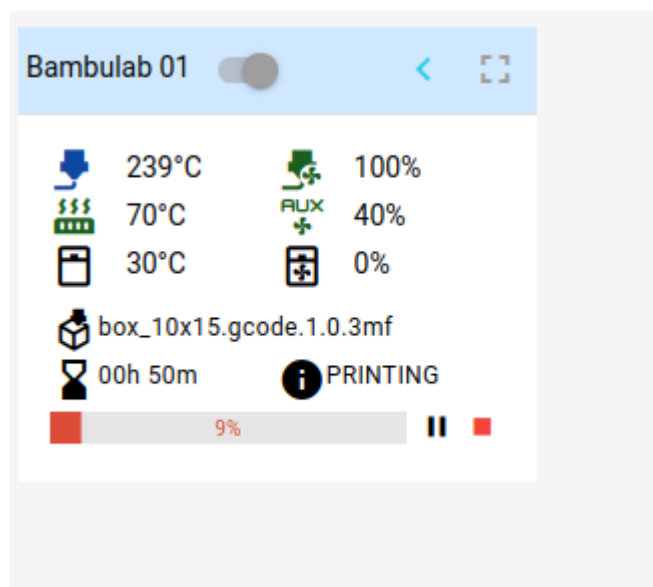 Bambulab 01
239°C 100%
70°C AUX 40%
30°C 0%
box_10x15.gcode.1.0.3mf
00h 50m PRINTING
9%